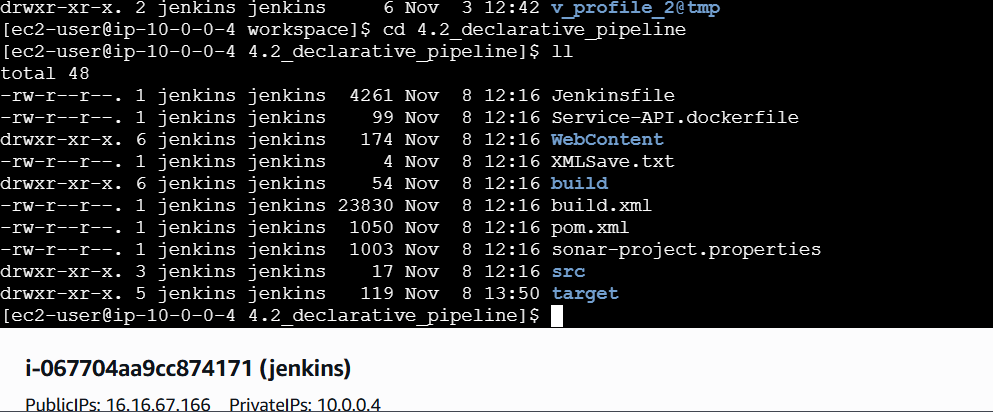 drwxr-xr-x. 2 jenkins jenkins     6 Nov  3 12:42 v_profile_2@tmp
[ec2-user@ip-10-0-0-4 workspace]$ cd 4.2_declarative_pipeline
[ec2-user@ip-10-0-0-4 4.2_declarative_pipeline]$ ll
total 48
-rw-r--r--. 1 jenkins jenkins  4261 Nov  8 12:16 Jenkinsfile
-rw-r--r--. 1 jenkins jenkins    99 Nov  8 12:16 Service-API.dockerfile
drwxr-xr-x. 6 jenkins jenkins   174 Nov  8 12:16 WebContent
-rw-r--r--. 1 jenkins jenkins     4 Nov  8 12:16 XMLSave.txt
drwxr-xr-x. 6 jenkins jenkins    54 Nov  8 12:16 build
-rw-r--r--. 1 jenkins jenkins 23830 Nov  8 12:16 build.xml
-rw-r--r--. 1 jenkins jenkins  1050 Nov  8 12:16 pom.xml
-rw-r--r--. 1 jenkins jenkins  1003 Nov  8 12:16 sonar-project.properties
drwxr-xr-x. 3 jenkins jenkins    17 Nov  8 12:16 src
drwxr-xr-x. 5 jenkins jenkins   119 Nov  8 13:50 target
[ec2-user@ip-10-0-0-4 4.2_declarative_pipeline]$
i-067704aa9cc874171 (jenkins)
PublicIPs: 16.16.67.166    PrivateIPs: 10.0.0.4